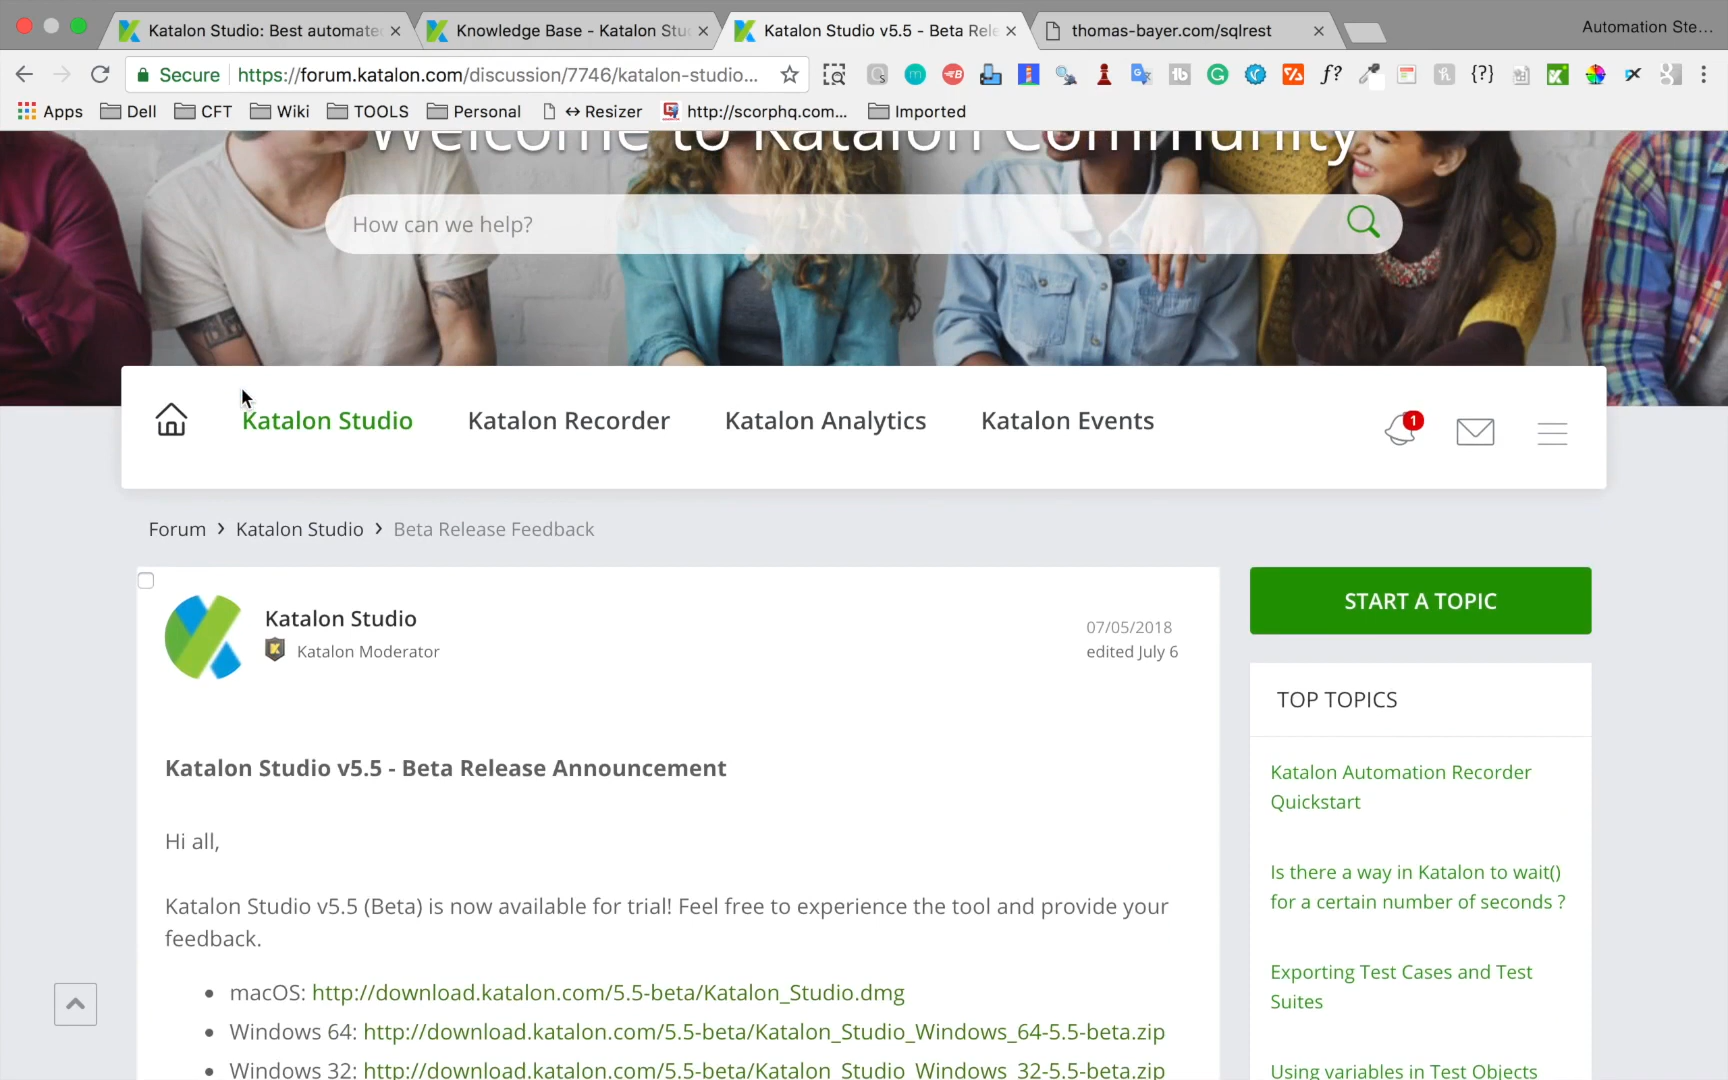 Katalon Studio: Best automate
Knowledge Base - Katalon Stu
Katalon Studio v5.5 - Beta Rele
thomas-bayer.com/sqlrest
Automation Ste...
Secure
https://forum.katalon.com/discussion/7746/katalon-studio...
Apps
Dell
CFT
Wiki
TOOLS
Personal
↔ Resizer
http://scorphq.com...
Imported
Welcome to Katalon Community
How can we help?
Katalon Studio
Katalon Recorder
Katalon Analytics
Katalon Events
1
Forum > Katalon Studio > Beta Release Feedback
Katalon Studio
Katalon Moderator
07/05/2018
edited July 6
START A TOPIC
Katalon Studio v5.5 - Beta Release Announcement
Hi all,
Katalon Studio v5.5 (Beta) is now available for trial! Feel free to experience the tool and provide your
feedback.
• macOS: http://download.katalon.com/5.5-beta/Katalon_Studio.dmg
• Windows 64: http://download.katalon.com/5.5-beta/Katalon_Studio_Windows_64-5.5-beta.zip
• Windows 32: http://download.katalon.com/5.5-beta/Katalon_Studio_Windows_32-5.5-beta.zip
TOP TOPICS
Katalon Automation Recorder
Quickstart
Is there a way in Katalon to wait()
for a certain number of seconds ?
Exporting Test Cases and Test
Suites
Using variables in Test Objects